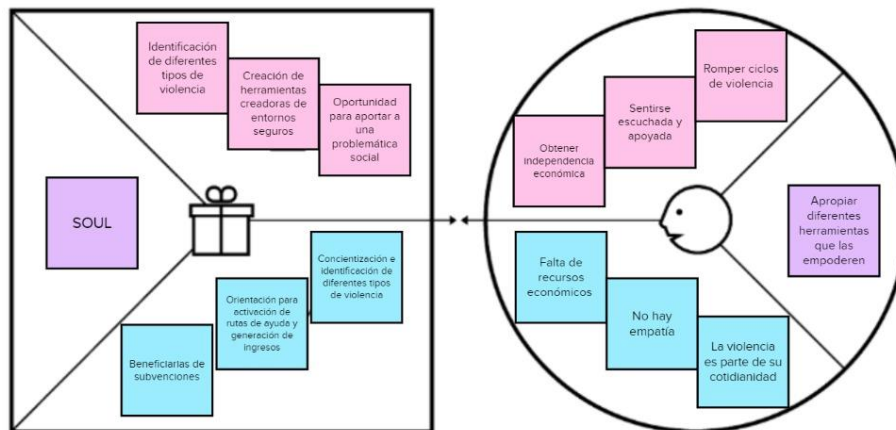 Identificación
de diferentes
tipos de
violencia
Creación de
herramientas
creadoras de
entornos
seguros
Oportunidad
para aportar a
una
problemática
social
SOUL
Concientización e
identificación de
diferentes tipos
de violencia
Orientación para
activación de
rutas de ayuda y
generación de
ingresos
Beneficiarias de
subvenciones
Romper ciclos
de violencia
Sentirse
escuchada y
apoyada
Obtener
independencia
económica
Apropiar
diferentes
herramientas
que las
empoderen
Falta de
recursos
económicos
No hay
empatía
La violencia
es parte de su
cotidianidad